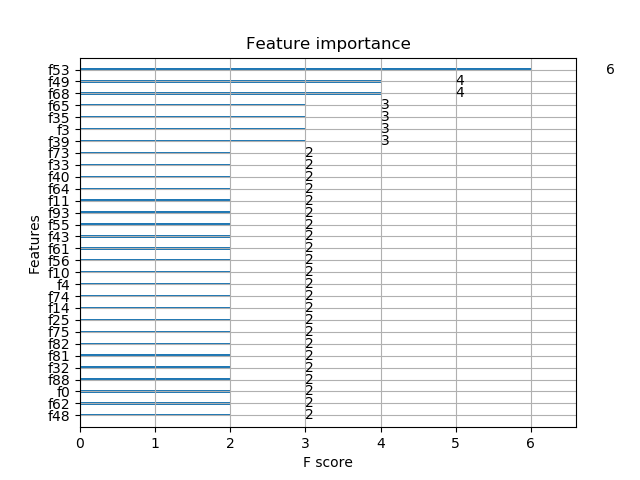 Feature importance
f53 6
f49 4
f68 4
f65 3
f35 3
f3 3
f39 3
f73 2
f33 2
f40 2
f64 2
f11 2
f93 2
f55 2
f43 2
f61 2
f56 2
f10 2
f4 2
f74 2
f14 2
f25 2
f75 2
f82 2
f81 2
f32 2
f88 2
f0 2
f62 2
f48 2
Features
0 1 2 3 4 5 6
F score